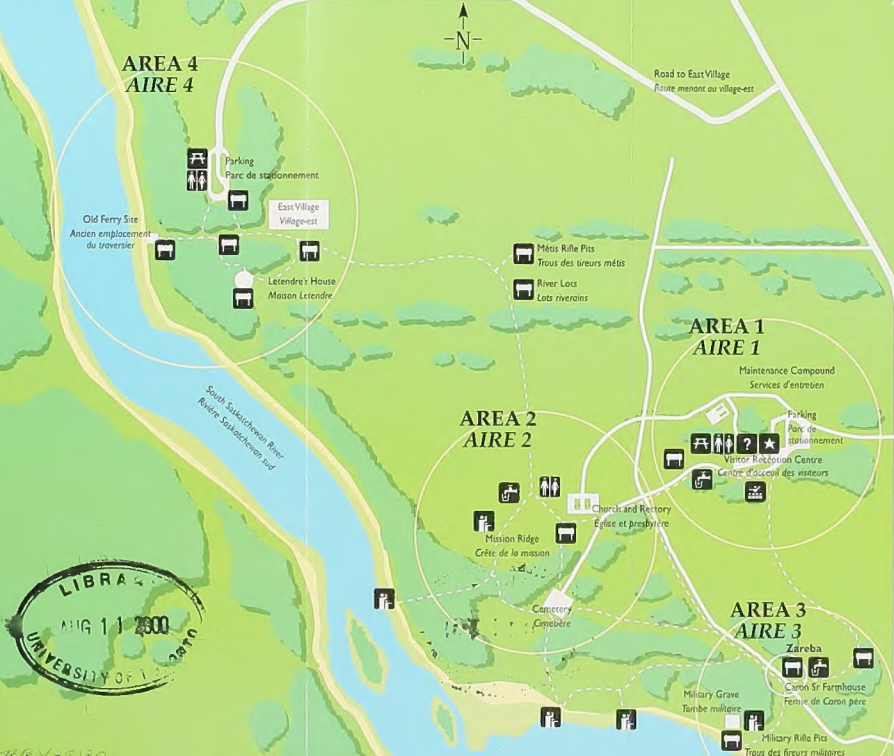 N
AREA 4
AIRE 4
Road to East Village
Route menant au village-est
Parking
Parc de stationnement
East Village
Village-est
Old Ferry Site
Ancien emplacement
du traversier
Métis Rifle Pits
Trous des tireurs métis
Letendre's House
Maison Letendre
River Lots
Lots riverains
AREA 1
AIRE 1
Maintenance Compound
Services d'entretien
South Saskatchewan River
Rivière Saskatchewan sud
AREA 2
AIRE 2
Parking
Parc de
stationnement
?
Visitor Reception Centre
Centre d'acceuil des visiteurs
Church and Rectory
Église et presbytère
Mission Ridge
Crête de la mission
Cemetery
Cimetière
LIBRA
AUG 11 2000
UNIVERSITY OF
AREA 3
AIRE 3
Zareba
Caron Sr Farmhouse
Ferme de Caron père
Military Grave
Tombe militaire
Military Rifle Pits
Trous des tireurs militaires